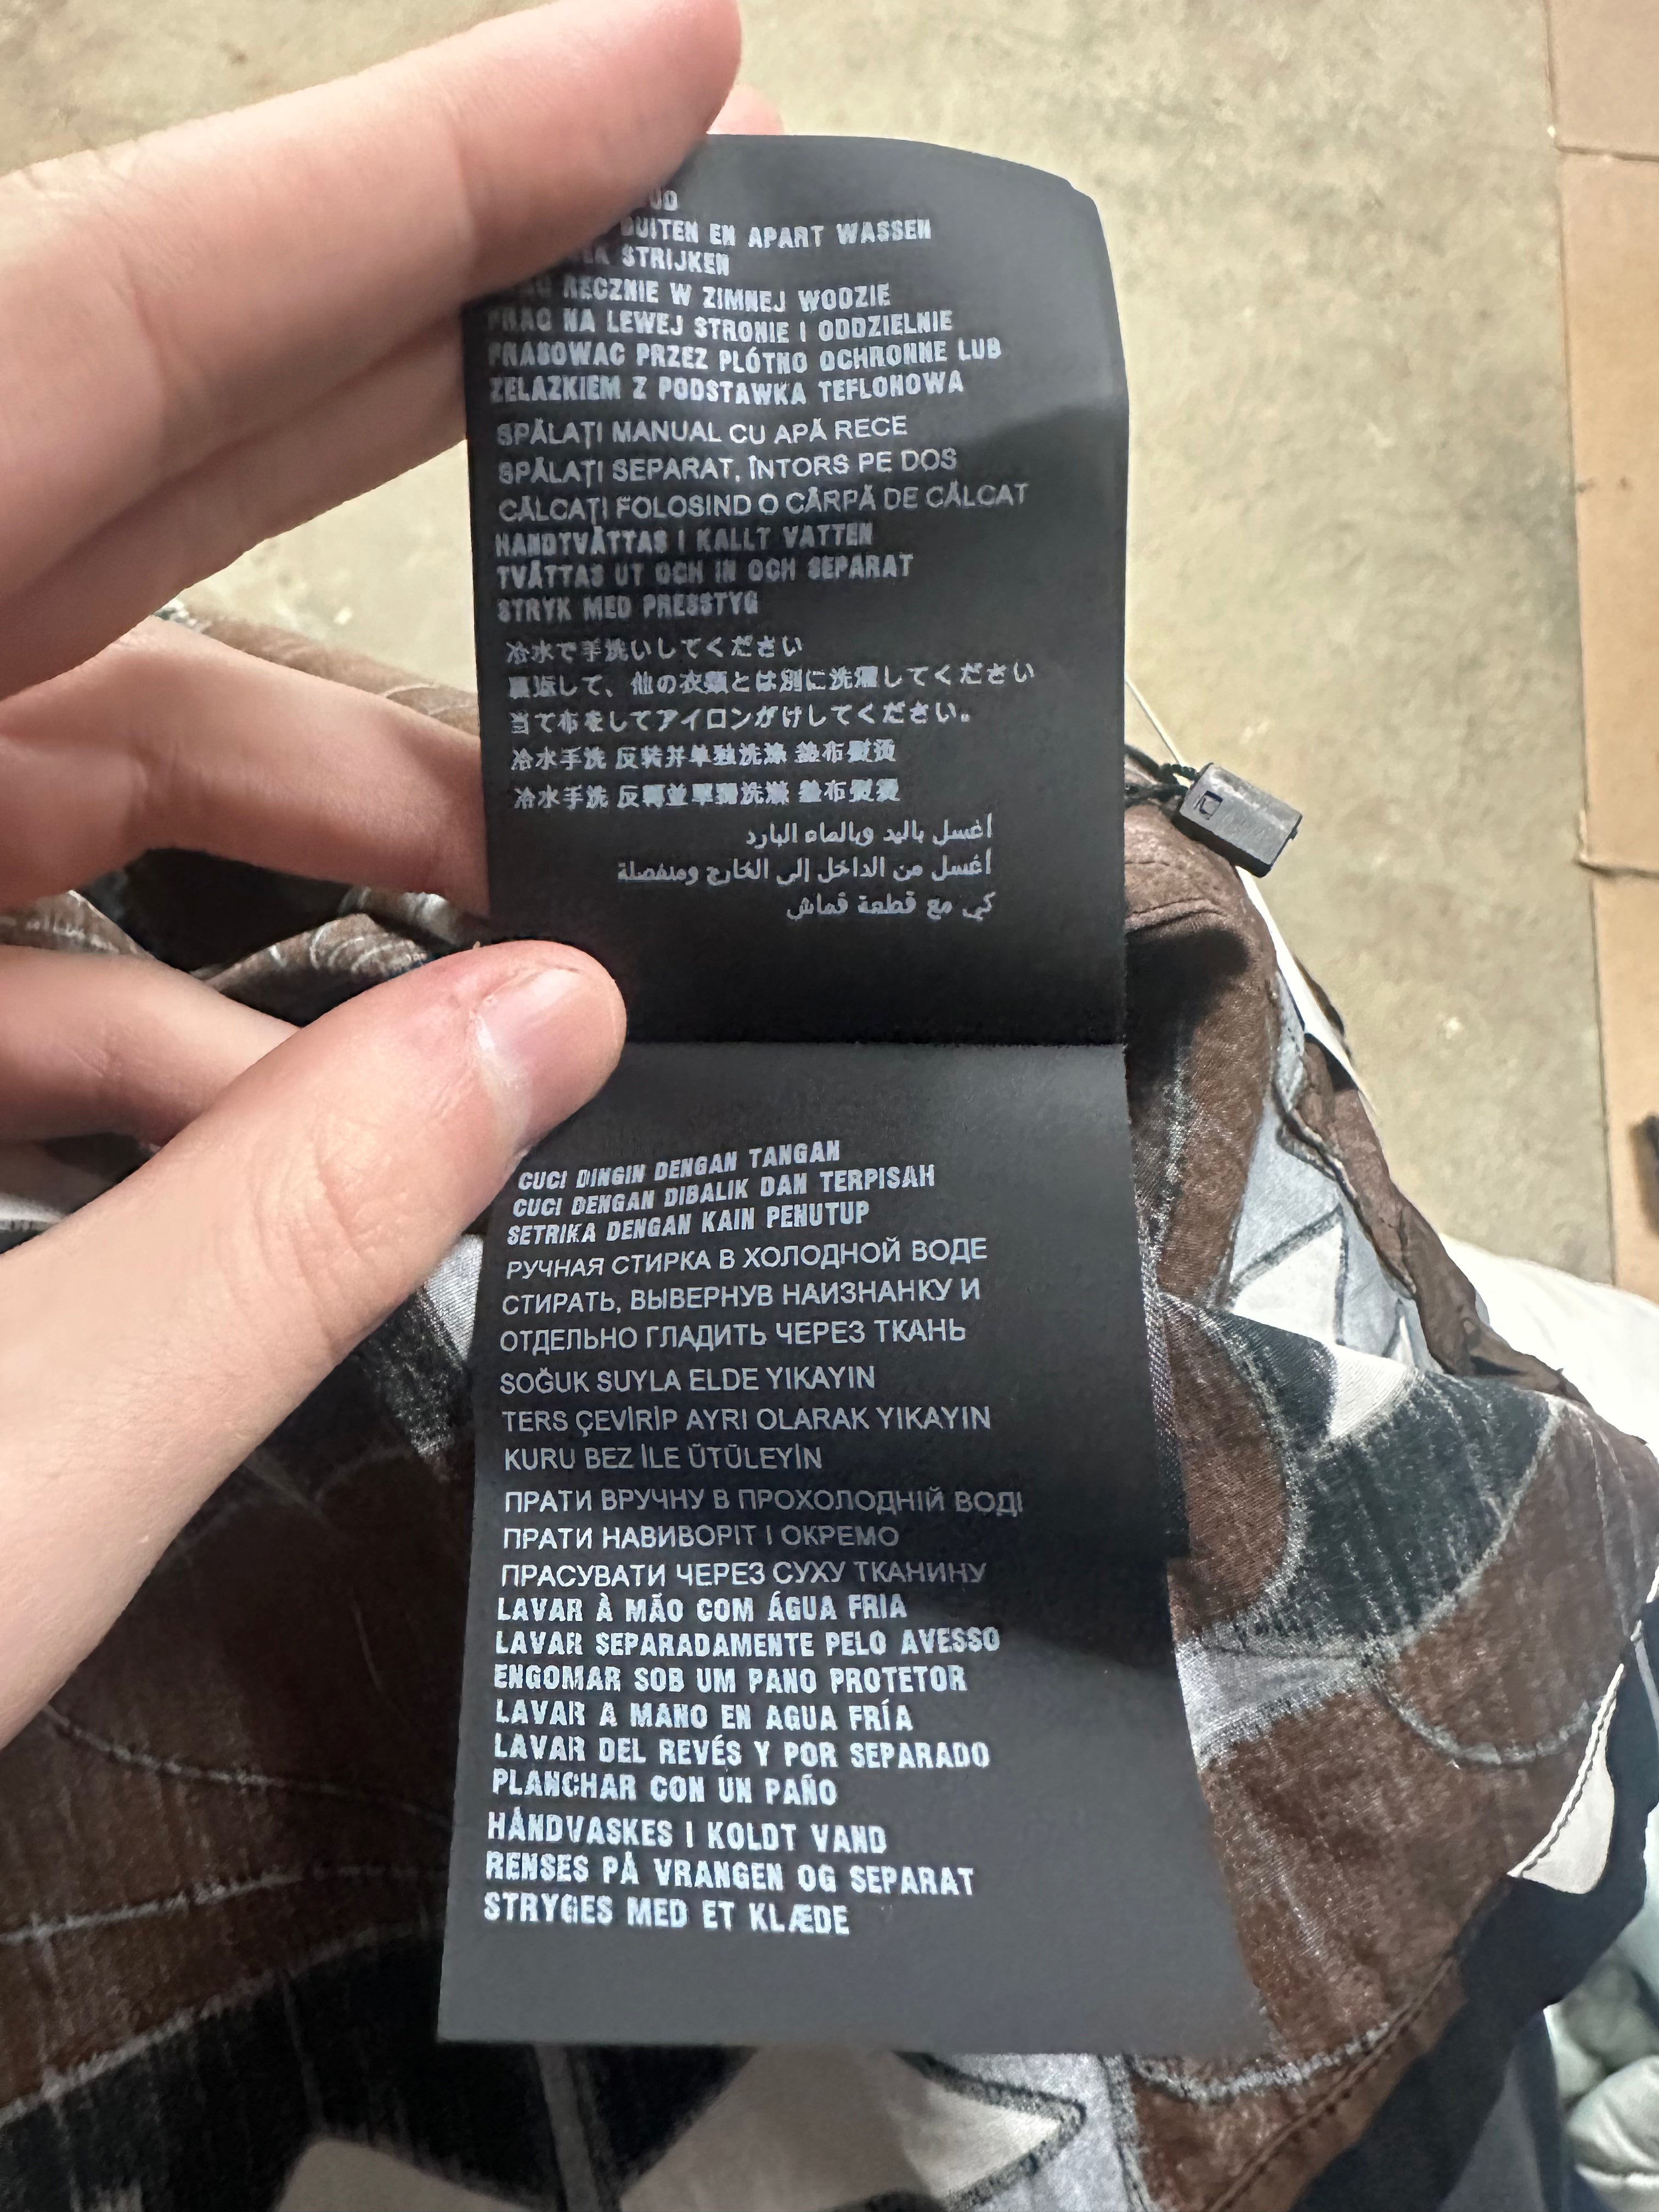 BUITEN EN APART WASSEN
STRIJKEN
RECZNIE W ZIMNEJ WODZIE
PRAC NA LEWEJ STRONIE I ODDZIELNIE
PRASOWAC PRZEZ PLÓTNO OCHRONNE LUB
ZELAZKIEM Z PODSTAWKA TEFLONOWA
SPĂLAȚI MANUAL CU APĂ RECE
SPĂLAȚI SEPARAT, ÎNTORS PE DOS
CĂLCAȚI FOLOSIND O CÂRPĂ DE CĂLCAT
HANDTVÄTTAS I KALLT VATTEN
TVÄTTAS UT OCH IN OCH SEPARAT
STRYK MED PRESSTYG
冷水で手洗いしてください
裏返して、他の衣類とは別に洗濯してください
当て布をしてアイロンがけしてください。
冷水手洗 反转并单独洗涤 垫布熨烫
冷水手洗 反轉並單獨洗滌 墊布熨燙
أغسل باليد وبالماء البارد
أغسل من الداخل إلى الخارج ومنفصلة
كي مع قطعة قماش
CUCI DINGIN DENGAN TANGAN
CUCI DENGAN DIBALIK DAN TERPISAH
SETRIKA DENGAN KAIN PENUTUP
РУЧНАЯ СТИРКА В ХОЛОДНОЙ ВОДЕ
СТИРАТЬ, ВЫВЕРНУВ НАИЗНАНКУ И
ОТДЕЛЬНО ГЛАДИТЬ ЧЕРЕЗ ТКАНЬ
SOĞUK SUYLA ELDE YIKAYIN
TERS ÇEVİRİP AYRI OLARAK YIKAYIN
KURU BEZ İLE ÜTÜLEYİN
ПРАТИ ВРУЧНУ В ПРОХОЛОДНІЙ ВОДІ
ПРАТИ НАВИВОРІТ І ОКРЕМО
ПРАСУВАТИ ЧЕРЕЗ СУХУ ТКАНИНУ
LAVAR À MÃO COM ÁGUA FRIA
LAVAR SEPARADAMENTE PELO AVESSO
ENGOMAR SOB UM PANO PROTETOR
LAVAR A MANO EN AGUA FRÍA
LAVAR DEL REVÉS Y POR SEPARADO
PLANCHAR CON UN PAÑO
HÅNDVASKES I KOLDT VAND
RENSES PÅ VRANGEN OG SEPARAT
STRYGES MED ET KLÆDE